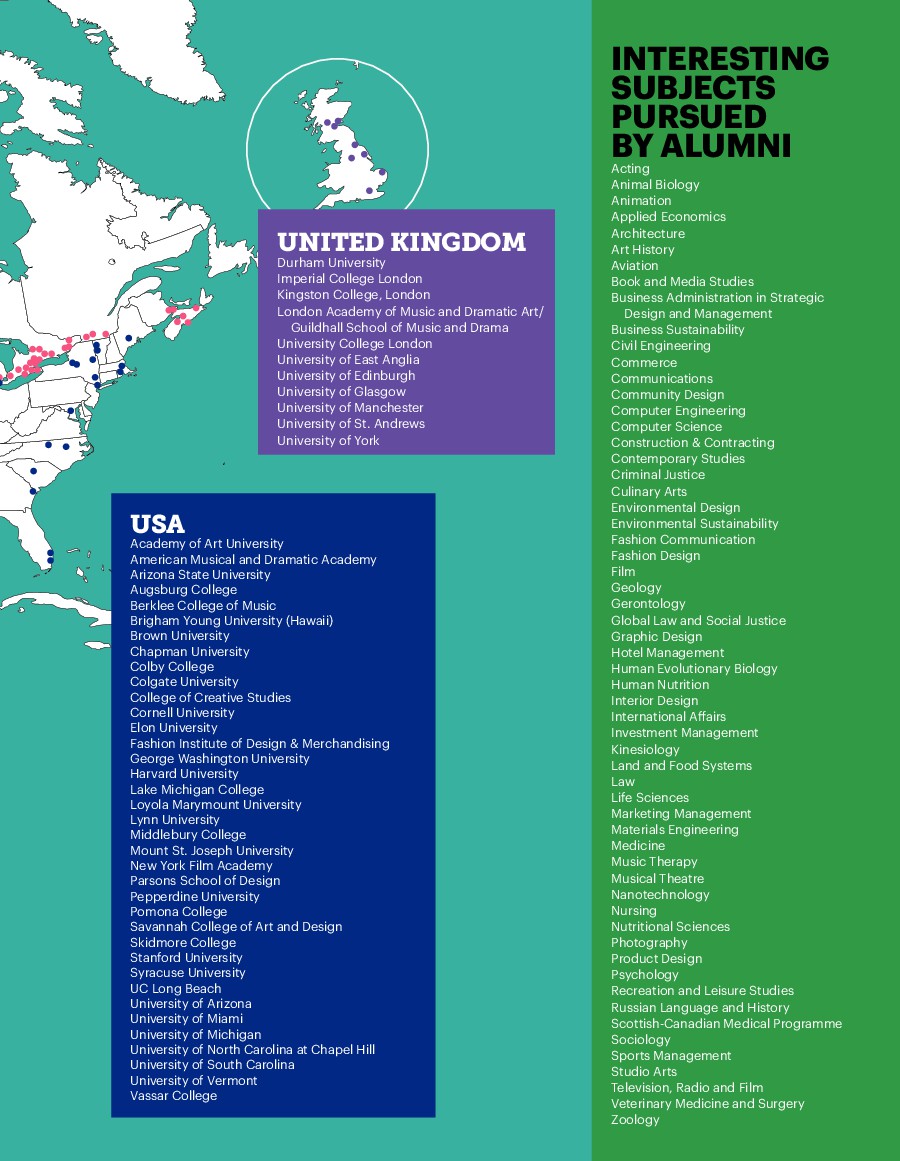 UNITED KINGDOM
Durham University
Imperial College London
Kingston College, London
London Academy of Music and Dramatic Art/
Guildhall School of Music and Drama
University College London
University of East Anglia
University of Edinburgh
University of Glasgow
University of Manchester
University of St. Andrews
University of York
USA
Academy of Art University
American Musical and Dramatic Academy
Arizona State University
Augsburg College
Berklee College of Music
Brigham Young University (Hawaii)
Brown University
Chapman University
Colby College
Colgate University
College of Creative Studies
Cornell University
Elon University
Fashion Institute of Design & Merchandising
George Washington University
Harvard University
Lake Michigan College
Loyola Marymount University
Lynn University
Middlebury College
Mount St. Joseph University
New York Film Academy
Parsons School of Design
Pepperdine University
Pomona College
Savannah College of Art and Design
Skidmore College
Stanford University
Syracuse University
UC Long Beach
University of Arizona
University of Miami
University of Michigan
University of North Carolina at Chapel Hill
University of South Carolina
University of Vermont
Vassar College
INTERESTING
SUBJECTS
PURSUED
BY ALUMNI
Acting
Animal Biology
Animation
Applied Economics
Architecture
Art History
Aviation
Book and Media Studies
Business Administration in Strategic
Design and Management
Business Sustainability
Civil Engineering
Commerce
Communications
Community Design
Computer Engineering
Computer Science
Construction & Contracting
Contemporary Studies
Criminal Justice
Culinary Arts
Environmental Design
Environmental Sustainability
Fashion Communication
Fashion Design
Film
Geology
Gerontology
Global Law and Social Justice
Graphic Design
Hotel Management
Human Evolutionary Biology
Human Nutrition
Interior Design
International Affairs
Investment Management
Kinesiology
Land and Food Systems
Law
Life Sciences
Marketing Management
Materials Engineering
Medicine
Music Therapy
Musical Theatre
Nanotechnology
Nursing
Nutritional Sciences
Photography
Product Design
Psychology
Recreation and Leisure Studies
Russian Language and History
Scottish-Canadian Medical Programme
Sociology
Sports Management
Studio Arts
Television, Radio and Film
Veterinary Medicine and Surgery
Zoology